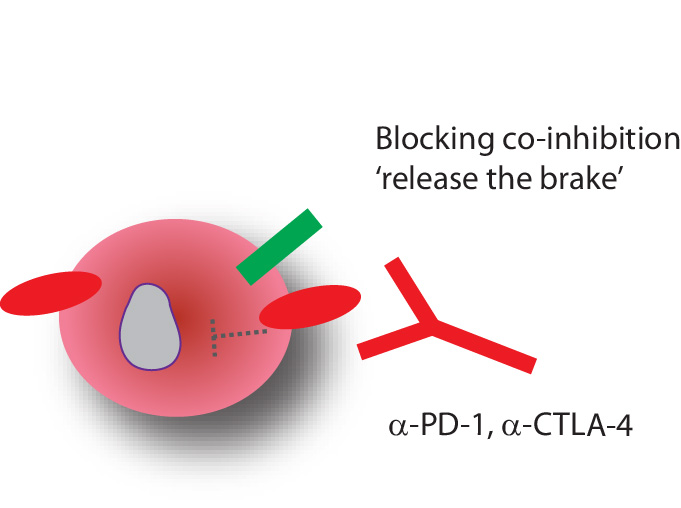 Blocking co-inhibition
‘release the brake’
α-PD-1, α-CTLA-4